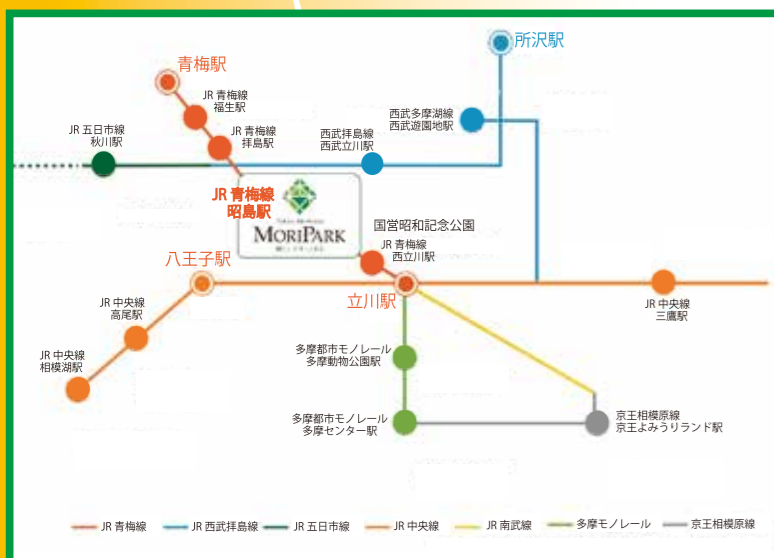 所沢駅
青梅駅
JR 青梅線
福生駅
西武多摩湖線
西武遊園地駅
JR 五日市線
秋川駅
JR 青梅線
拝島駅
西武拝島線
西武立川駅
JR 青梅線
昭島駅
MORIPARK
国営昭和記念公園
JR 青梅線
西立川駅
八王子駅
立川駅
JR 中央線
高尾駅
JR 中央線
三鷹駅
JR 中央線
相模湖駅
多摩都市モノレール
多摩動物公園駅
多摩都市モノレール
多摩センター駅
京王相模原線
京王よみうりランド駅
JR 青梅線
JR 西武拝島線
JR 五日市線
JR 中央線
JR 南武線
多摩モノレール
京王相模原線